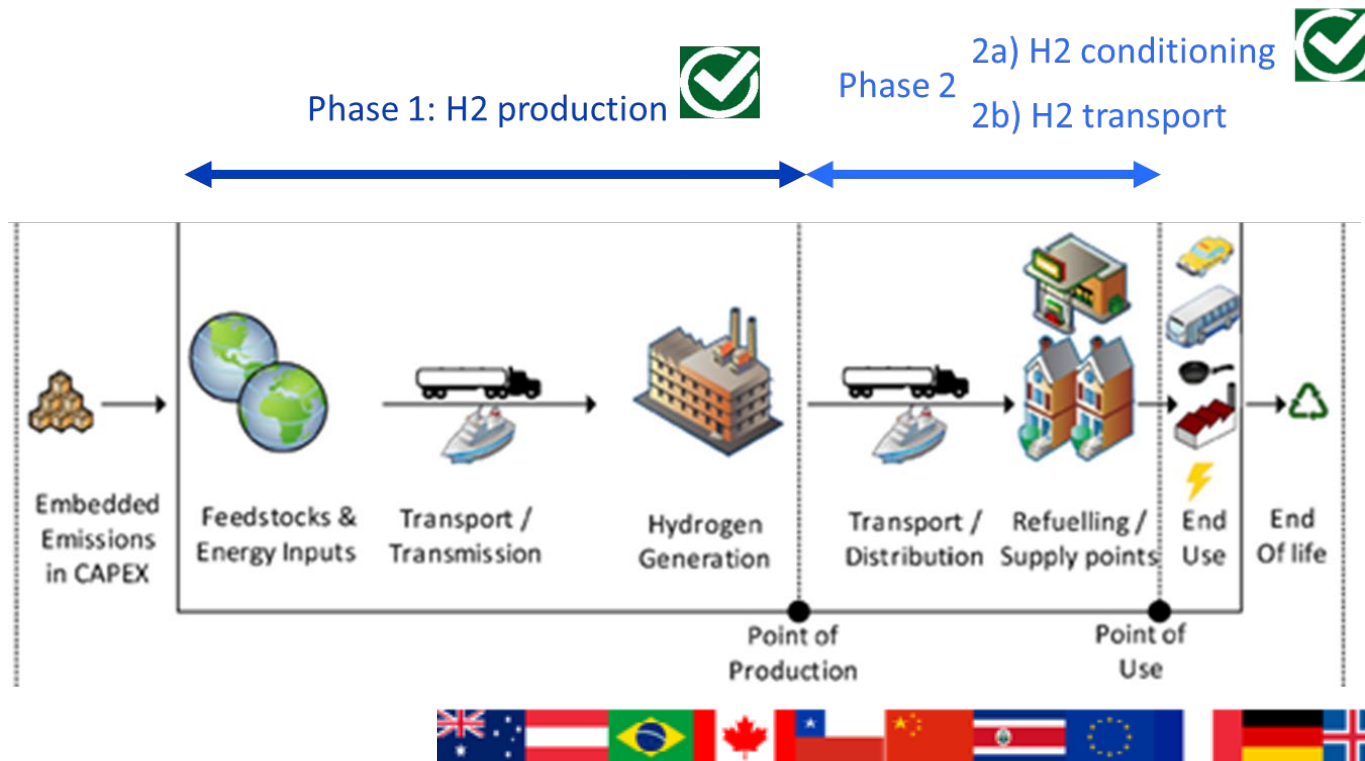 Phase 1: H2 production
Phase 2
2a) H2 conditioning
2b) H2 transport
Embedded
Emissions
in CAPEX
Feedstocks &
Energy Inputs
Transport /
Transmission
Hydrogen
Generation
Transport /
Distribution
Refuelling /
Supply points
End
Use
End
Of life
Point of
Production
Point of
Use